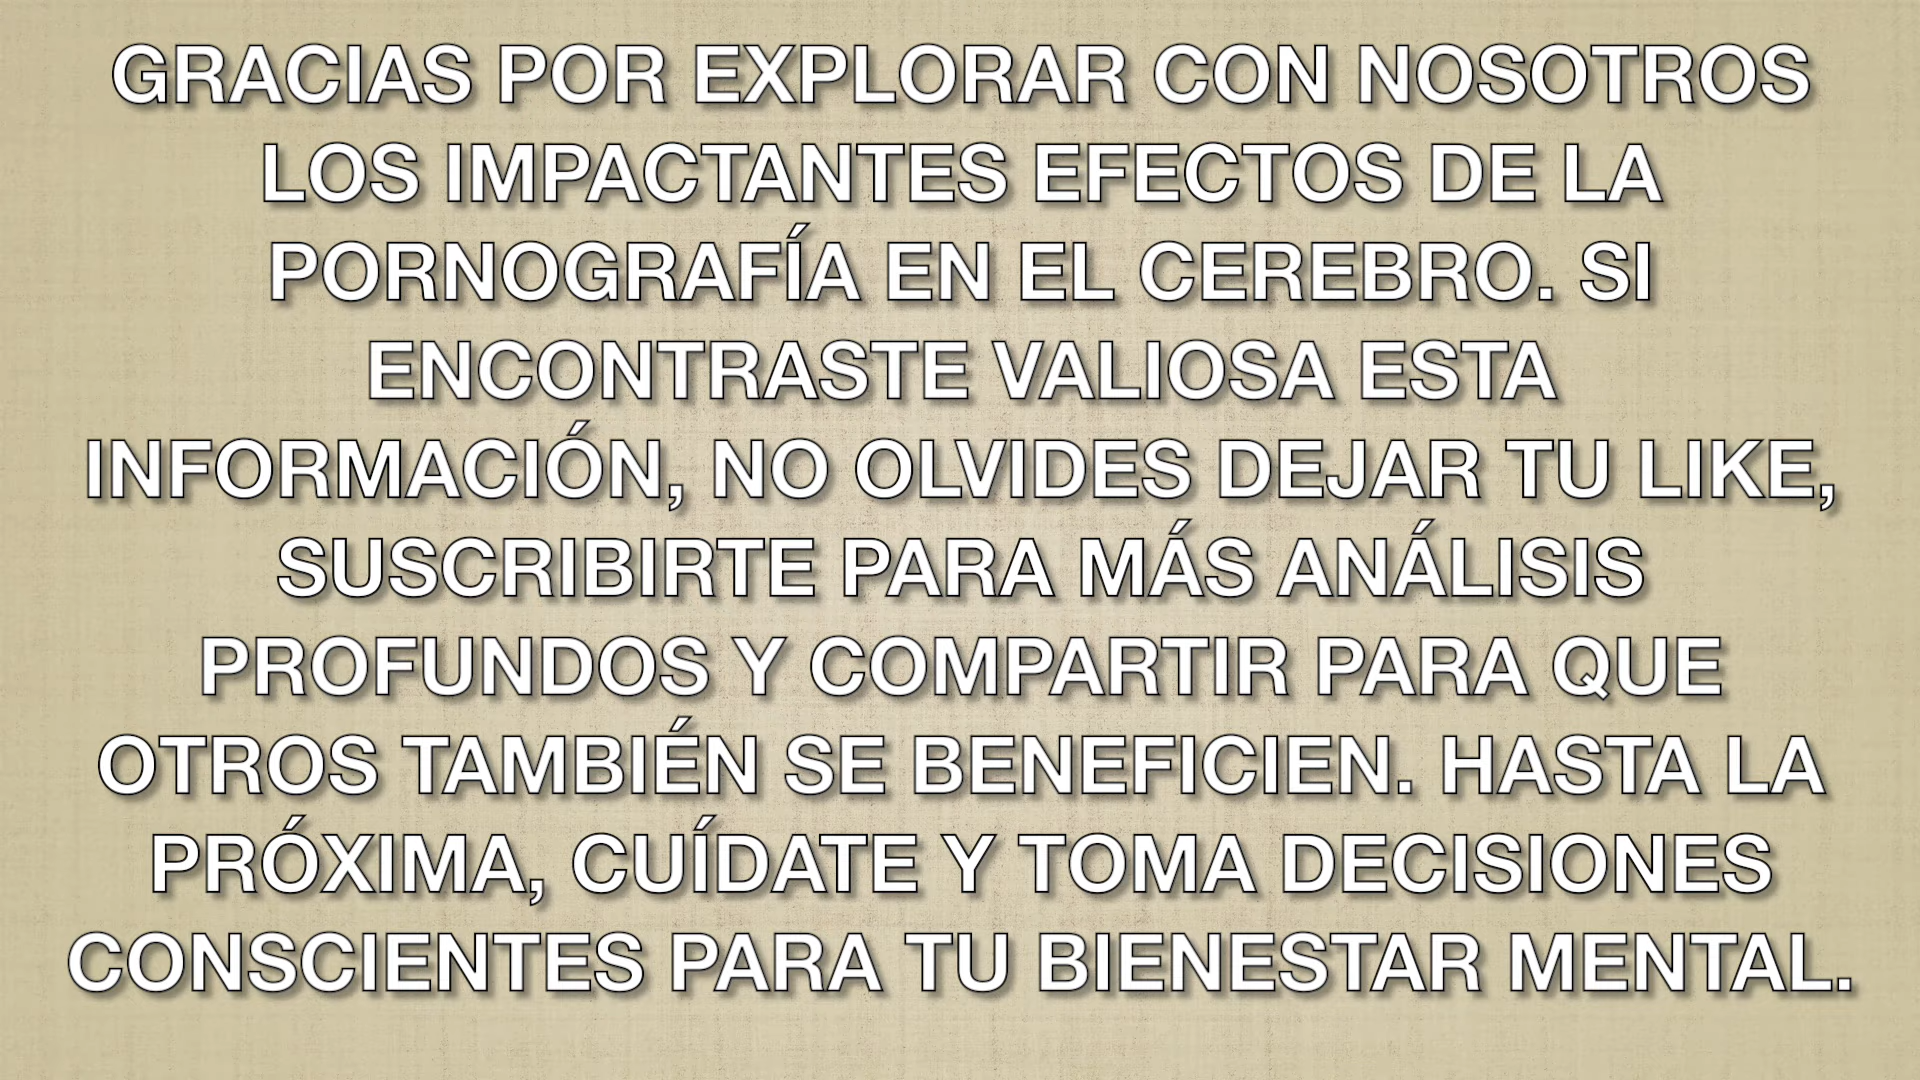 GRACIAS POR EXPLORAR CON NOSOTROS
LOS IMPACTANTES EFECTOS DE LA
PORNOGRAFÍA EN EL CEREBRO. SI
ENCONTRASTE VALIOSA ESTA
INFORMACIÓN, NO OLVIDES DEJAR TU LIKE,
SUSCRIBIRTE PARA MÁS ANÁLISIS
PROFUNDOS Y COMPARTIR PARA QUE
OTROS TAMBIÉN SE BENEFICIEN. HASTA LA
PRÓXIMA, CUÍDATE Y TOMA DECISIONES
CONSCIENTES PARA TU BIENESTAR MENTAL.